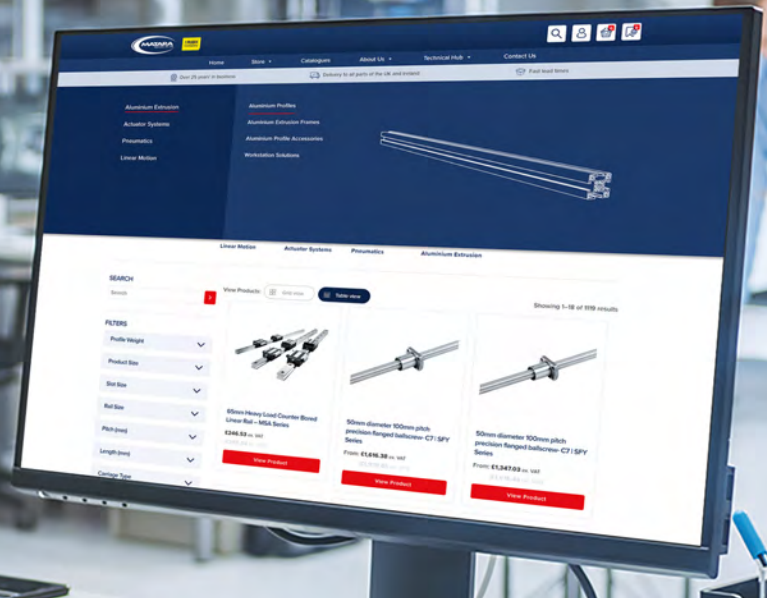 MATARA
Home Store Catalogues About Us Technical Hub Contact Us
Over 25 years in business Delivery to all parts of the UK and Ireland Fast lead times
Aluminium Extrusion Aluminium Profiles
Actuator Systems Aluminium Extrusion Frames
Pneumatics Aluminium Profile Accessories
Linear Motion Workstation Solutions
Linear Motion Actuator Systems Pneumatics Aluminium Extrusion
SEARCH
Search
View Products: Grid view Table view
Showing 1–18 of 1119 results
FILTERS
Profile Weight
Product Size
Slot Size
Rail Size
Pitch (mm)
Length (mm)
Carriage Type
65mm Heavy Load Counter Bored
Linear Rail – MSA Series
£346.53 ex. VAT
View Product
50mm diameter 100mm pitch
precision flanged ballscrew- C7 | SFY
Series
From: £1,616.38 ex. VAT
View Product
50mm diameter 100mm pitch
precision flanged ballscrew- C7 | SFY
Series
From: £1,347.03 ex. VAT
View Product